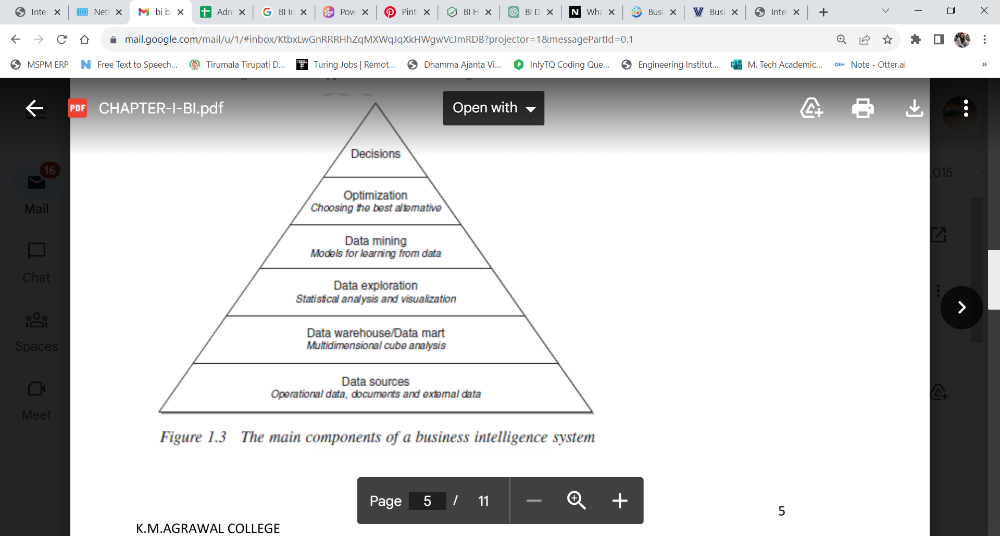 Inter
Netf
bi b
Adn
BI In
Pow
Pint
BI H
BI D
Wha
Busi
Busi
Inter
mail.google.com/mail/u/1/#inbox/KtbxLwGnRRRHhZqMXWqJqXkHWgwVcJmRDB?projector=1&messagePartId=0.1
MSPM ERP
Free Text to Speech...
Tirumala Tirupati D...
Turing Jobs | Remot...
Dhamma Ajanta Vi...
InfyTQ Coding Que...
Engineering Institut...
M. Tech Academic...
Note - Otter.ai
»
PDF CHAPTER-I-BI.pdf
Open with
Decisions
Optimization
Choosing the best alternative
Data mining
Models for learning from data
Data exploration
Statistical analysis and visualization
Data warehouse/Data mart
Multidimensional cube analysis
Data sources
Operational data, documents and external data
Figure 1.3 The main components of a business intelligence system
16
Mail
Chat
Spaces
Meet
,015
Page 5 / 11
5
K.M.AGRAWAL COLLEGE